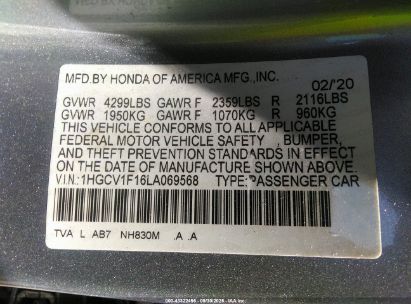 MFD.BY HONDA OF AMERICA MFG.,INC. 02/20
GVWR 4299LBS GAWR F 2359LBS R 2116LBS
GVWR 1950KG GAWR F 1070KG R 960KG
THIS VEHICLE CONFORMS TO ALL APPLICABLE
FEDERAL MOTOR VEHICLE SAFETY , BUMPER,
AND THEFT PREVENTION STANDARDS IN EFFECT
ON THE DATE OF MANUFACTURE SHOWN ABOVE.
V.I.N.:1HGCV1F16LA069568 TYPE:PASSENGER CAR
TVA L AB7 NH830M .A .A